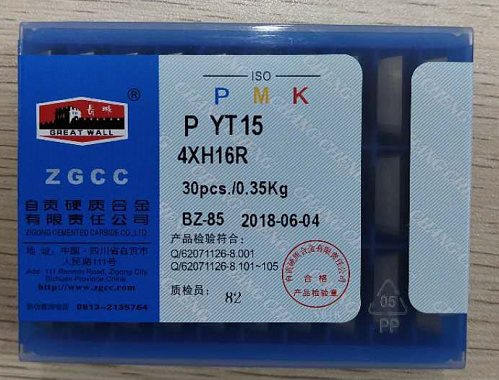 ISO
P M K
P YT15
4XH16R
30pcs./0.35Kg
BZ-85 2018-06-04
产品检验符合:
Q/62071126-8.001
Q/62071126-8.101~105
质检员: 82
合格
产品检验章
长城
®
GREAT WALL
ZGCC
自贡硬质合金
有限责任公司
ZIGONG CEMENTED CARBIDE CO.,LTD
地址:中国·四川省自贡市
人民路111号
Add: 111 Renmin Road, Zigong City
Sichuan Province China
http://www.zgcc.com
0813-2135764
05
PP